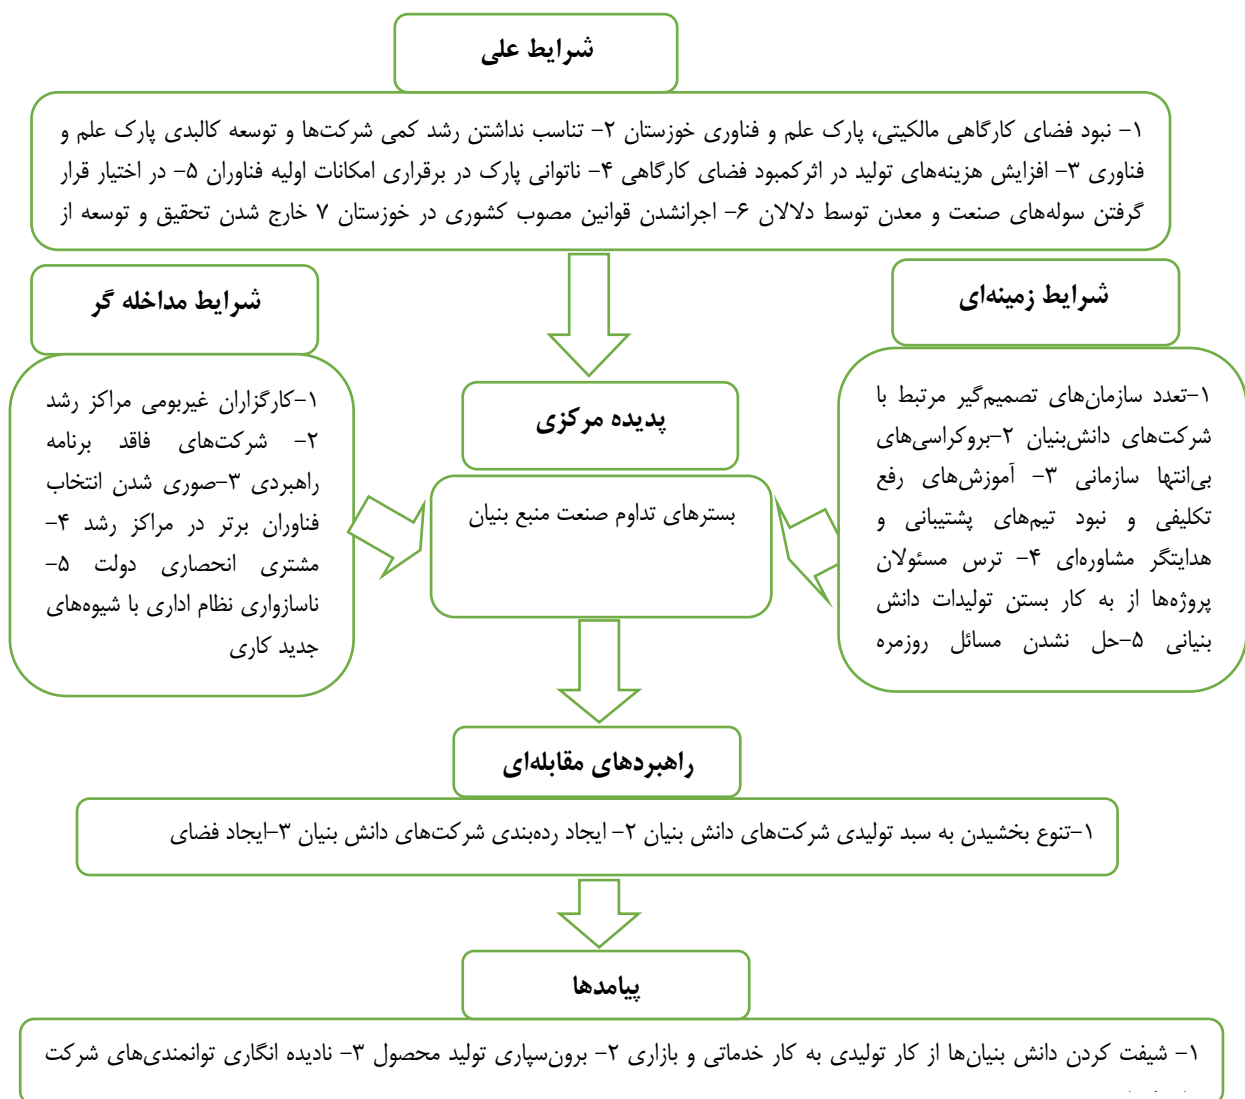 شرایط علی
۱- نبود فضای کارگاهی مالکیتی، پارک علم و فناوری خوزستان ۲- تناسب نداشتن رشد کمی شرکت‌ها و توسعه کالبدی پارک علم و
فناوری ۳- افزایش هزینه‌های تولید در اثرکمبود فضای کارگاهی ۴- ناتوانی پارک در برقراری امکانات اولیه فناوران ۵- در اختیار قرار
گرفتن سوله‌های صنعت و معدن توسط دلالان ۶- اجرانشدن قوانین مصوب کشوری در خوزستان ۷ خارج شدن تحقیق و توسعه از
شرایط زمینه‌ای
۱-تعدد سازمان‌های تصمیم‌گیر مرتبط با
شرکت‌های دانش‌بنیان ۲-بروکراسی‌های
بی‌انتها سازمانی ۳- آموزش‌های رفع
تکلیفی و نبود تیم‌های پشتیبانی و
هدایتگر مشاوره‌ای ۴- ترس مسئولان
پروژه‌ها از به کار بستن تولیدات دانش
بنیانی ۵-حل نشدن مسائل روزمره
شرایط مداخله گر
۱-کارگزاران غیربومی مراکز رشد
۲- شرکت‌های فاقد برنامه
راهبردی ۳-صوری شدن انتخاب
فناوران برتر در مراکز رشد ۴-
مشتری انحصاری دولت ۵-
ناسازواری نظام اداری با شیوه‌های
جدید کاری
پدیده مرکزی
بسترهای تداوم صنعت منبع بنیان
راهبردهای مقابله‌ای
۱-تنوع بخشیدن به سبد تولیدی شرکت‌های دانش بنیان ۲- ایجاد رده‌بندی شرکت‌های دانش بنیان ۳-ایجاد فضای
پیامدها
۱- شیفت کردن دانش بنیان‌ها از کار تولیدی به کار خدماتی و بازاری ۲- برون‌سپاری تولید محصول ۳- نادیده انگاری توانمندی‌های شرکت